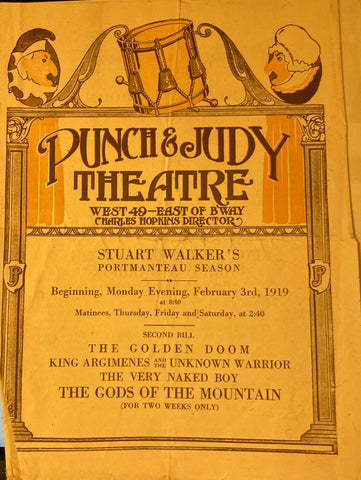 PUNCH & JUDY
THEATRE
WEST 49—EAST OF B'WAY
CHARLES HOPKINS DIRECTOR
STUART WALKER'S
PORTMANTEAU SEASON
Beginning, Monday Evening, February 3rd, 1919
at 8:40
Matinees, Thursday, Friday and Saturday, at 2:40
SECOND BILL
THE GOLDEN DOOM
KING ARGIMENES AND THE UNKNOWN WARRIOR
THE VERY NAKED BOY
THE GODS OF THE MOUNTAIN
(FOR TWO WEEKS ONLY)